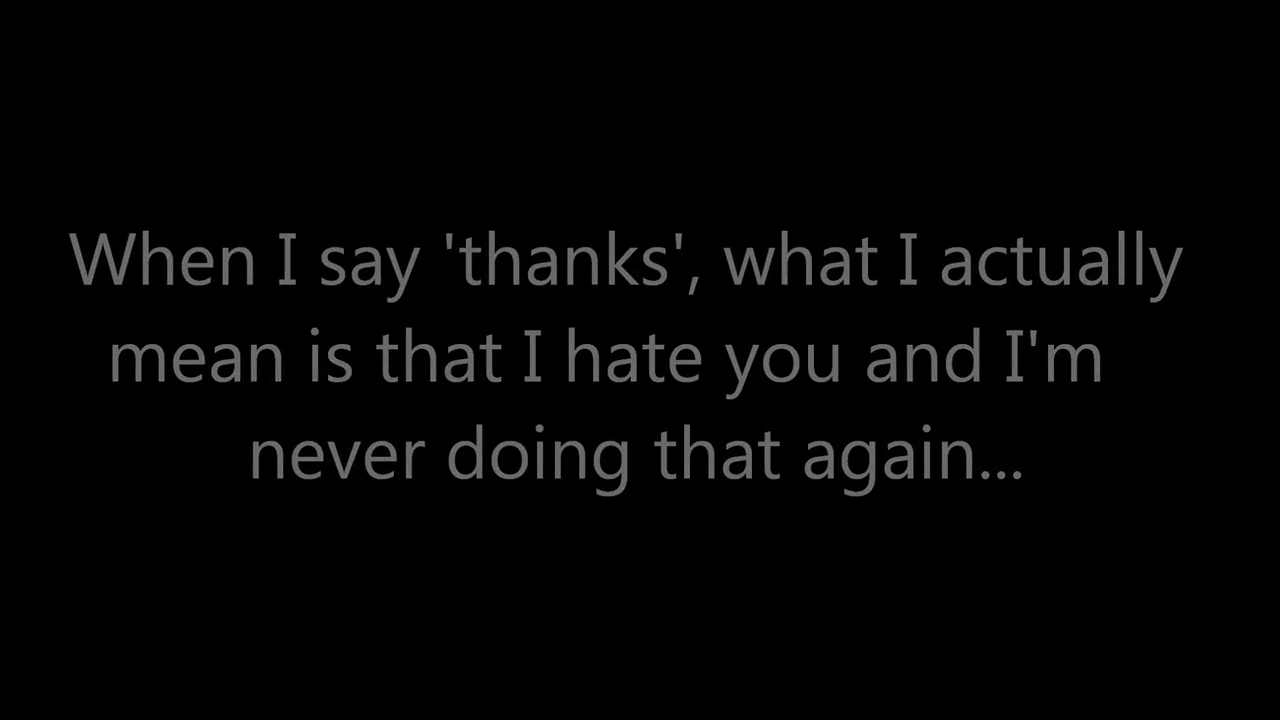 When I say 'thanks', what I actually
mean is that I hate you and I'm
never doing that again...